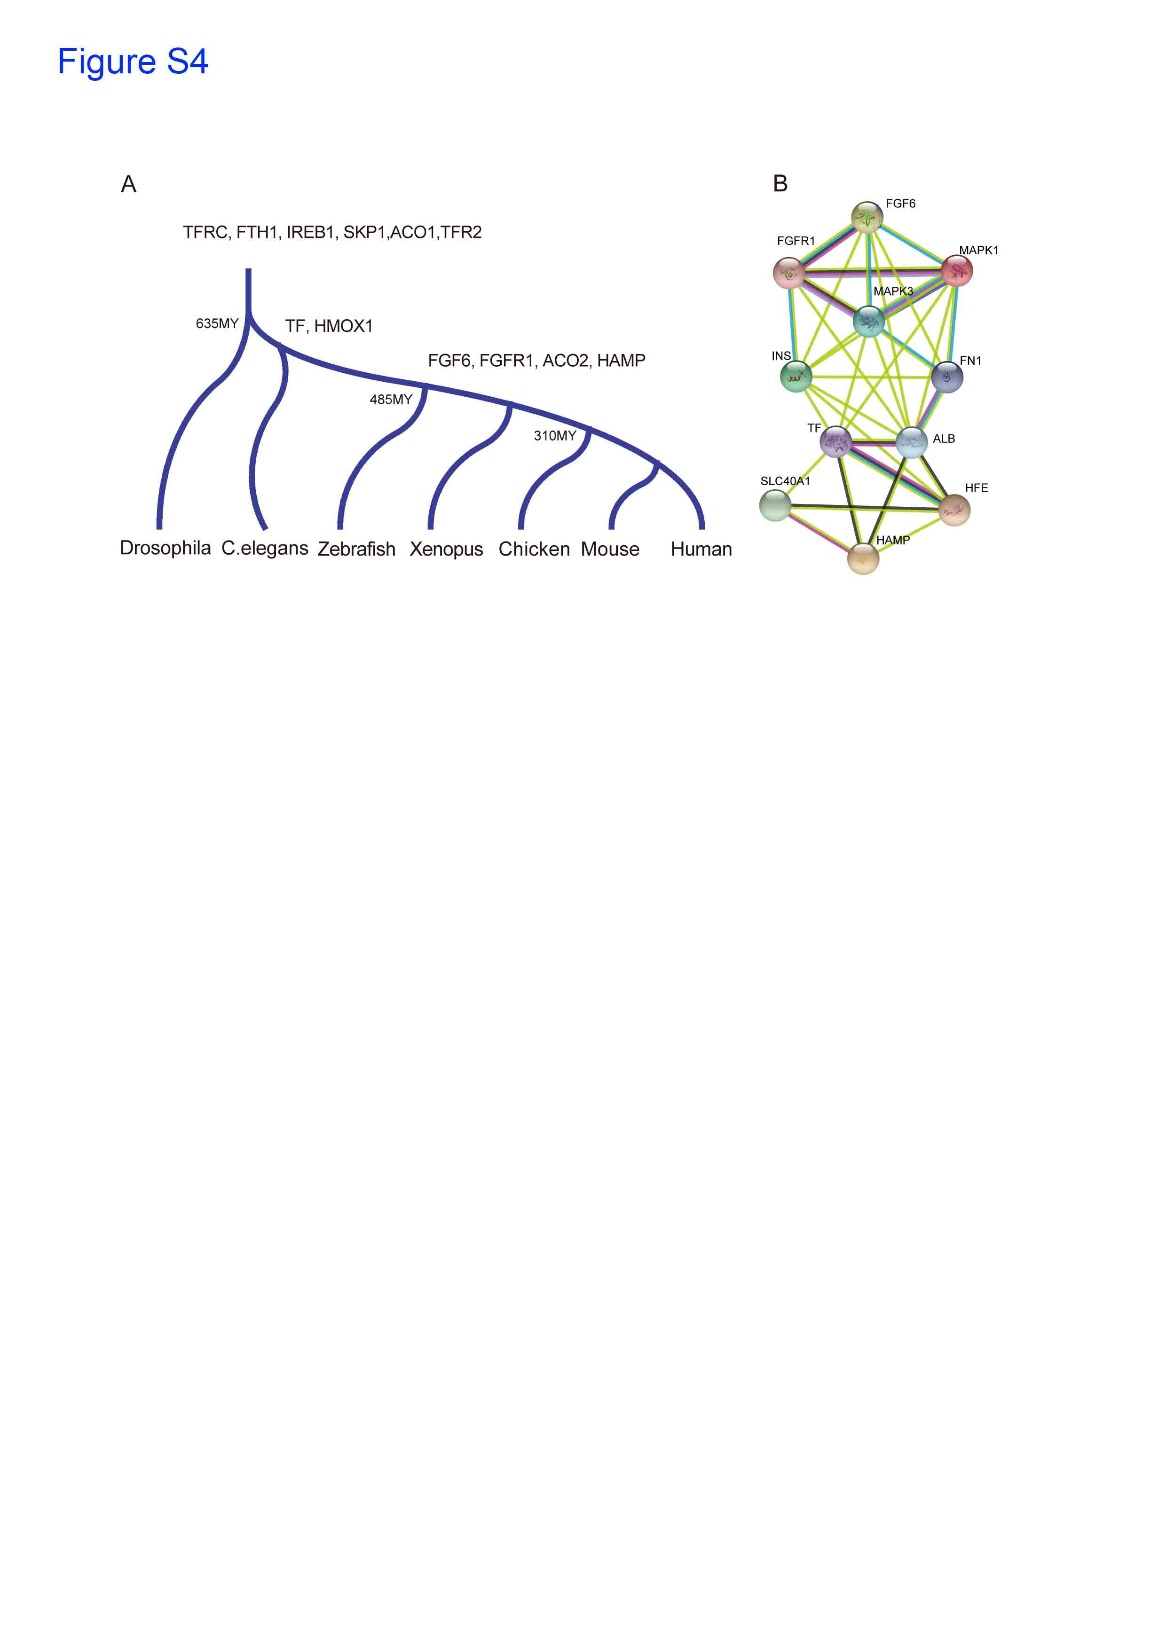 Figure S4
A
TFRC, FTH1, IREB1, SKP1,ACO1,TFR2
635MY
TF, HMOX1
FGF6, FGFR1, ACO2, HAMP
485MY
310MY
Drosophila C.elegans Zebrafish Xenopus Chicken Mouse Human
B
FGF6
FGFR1
MAPK1
MAPK3
INS
FN1
TF
ALB
SLC40A1
HFE
HAMP